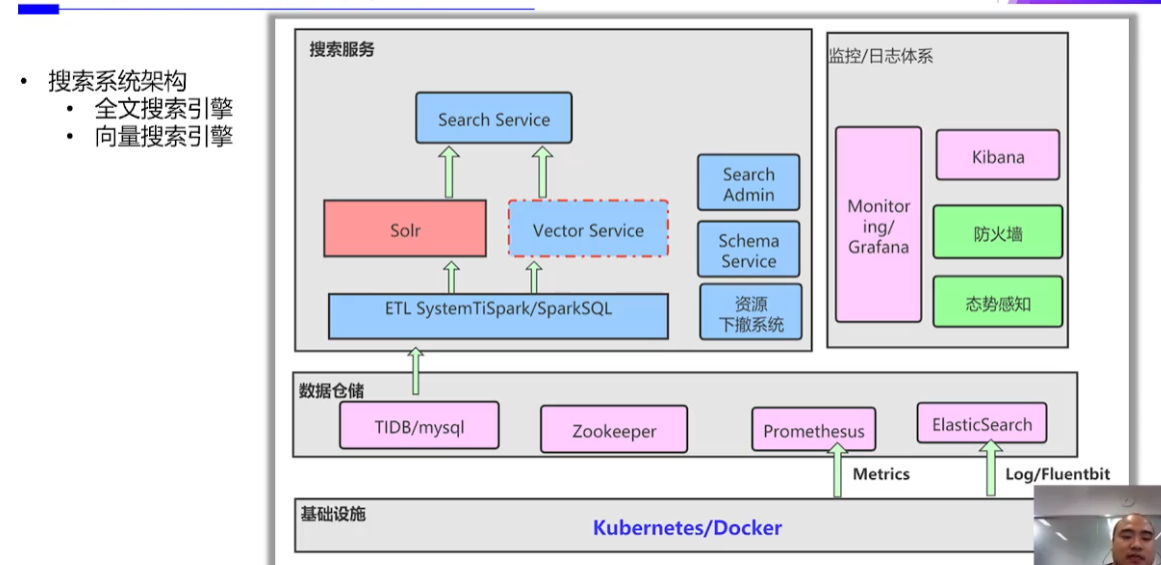 搜索系统架构
全文搜索引擎
向量搜索引擎
搜索服务
Search Service
Solr
Vector Service
ETL SystemTiSpark/SparkSQL
Search
Admin
Schema
Service
资源
下撤系统
监控/日志体系
Monitor
ing/
Grafana
Kibana
防火墙
态势感知
数据仓储
TIDB/mysql
Zookeeper
Promethesus
ElasticSearch
Metrics
Log/Fluentbit
基础设施
Kubernetes/Docker